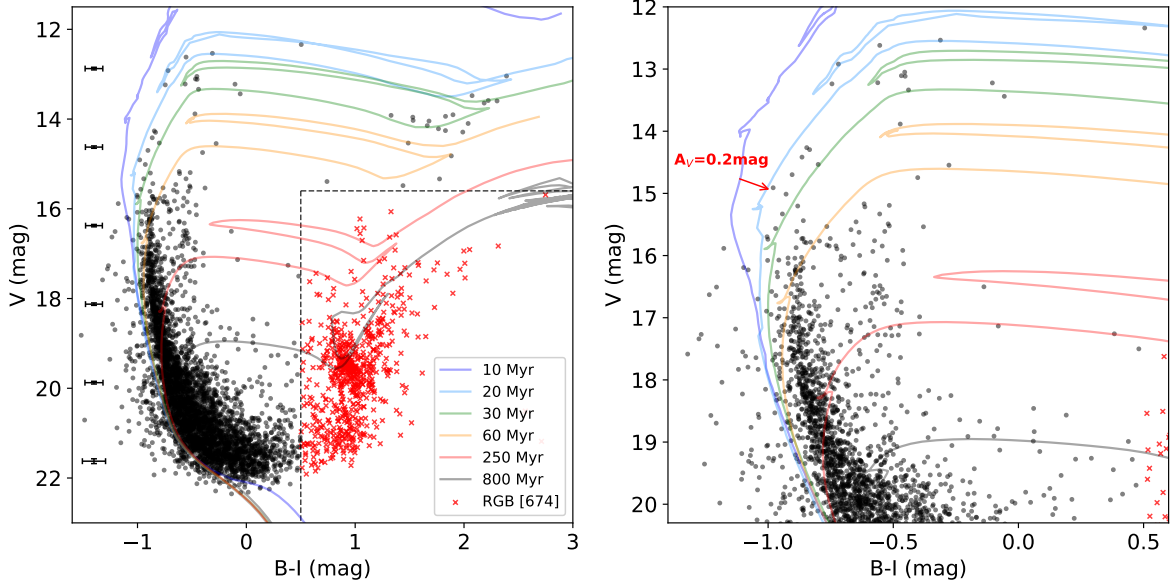 12
14
16
18
20
22
V (mag)
−1
0
1
2
3
B-I (mag)
10 Myr
20 Myr
30 Myr
60 Myr
250 Myr
800 Myr
RGB [674]
12
13
14
15
16
17
18
19
20
V (mag)
A_V=0.2mag
−1.0
−0.5
0.0
0.5
B-I (mag)